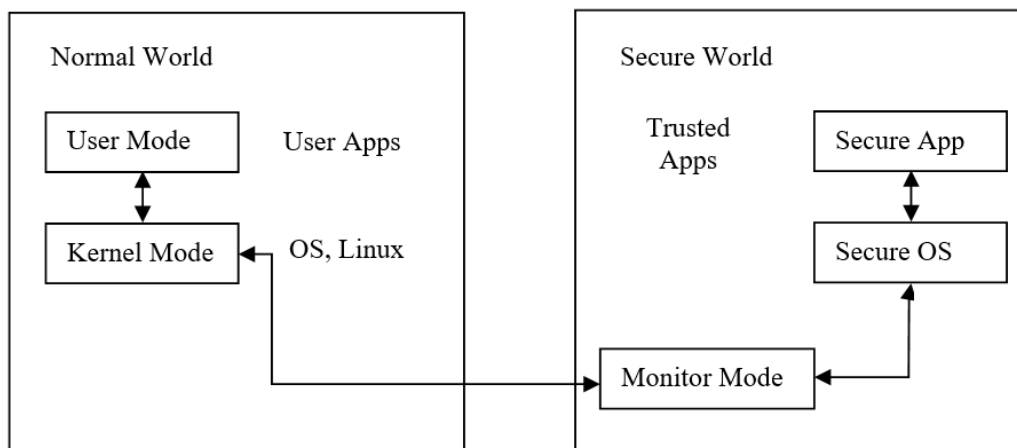 Normal World
User Mode
User Apps
Kernel Mode
OS, Linux
Secure World
Trusted
Apps
Secure App
Secure OS
Monitor Mode